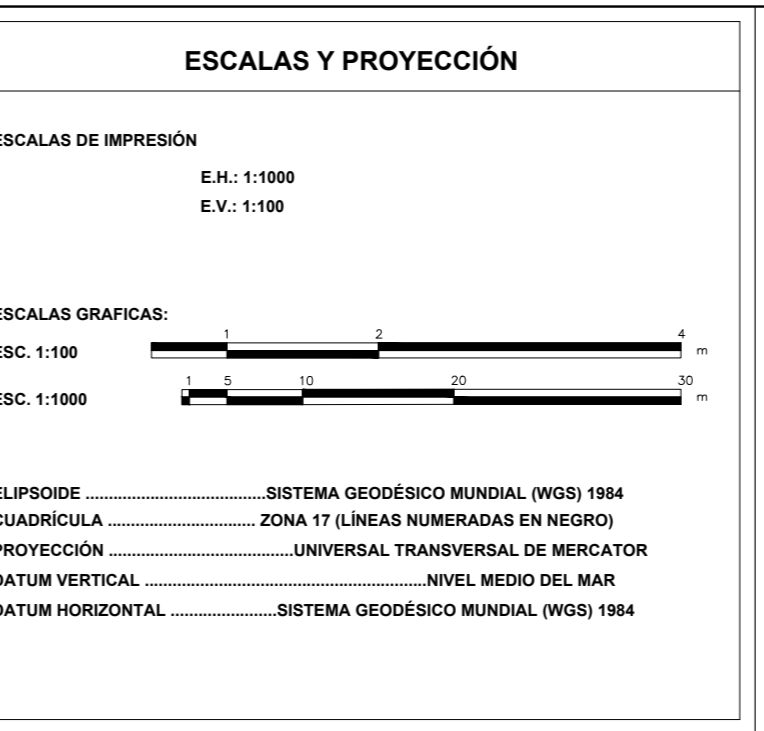 ESCALAS Y PROYECCIÓN
ESCALAS DE IMPRESIÓN
E.H.: 1:1000
E.V.: 1:100
ESCALAS GRAFICAS:
1 2 4
ESC. 1:100 m
1 5 10 20 30
ESC. 1:1000 m
ELIPSOIDE ......................................SISTEMA GEODÉSICO MUNDIAL (WGS) 1984
CUADRÍCULA ............................... ZONA 17 (LÍNEAS NUMERADAS EN NEGRO)
PROYECCIÓN .......................................UNIVERSAL TRANSVERSAL DE MERCATOR
DATUM VERTICAL ............................................................NIVEL MEDIO DEL MAR
DATUM HORIZONTAL .......................SISTEMA GEODÉSICO MUNDIAL (WGS) 1984